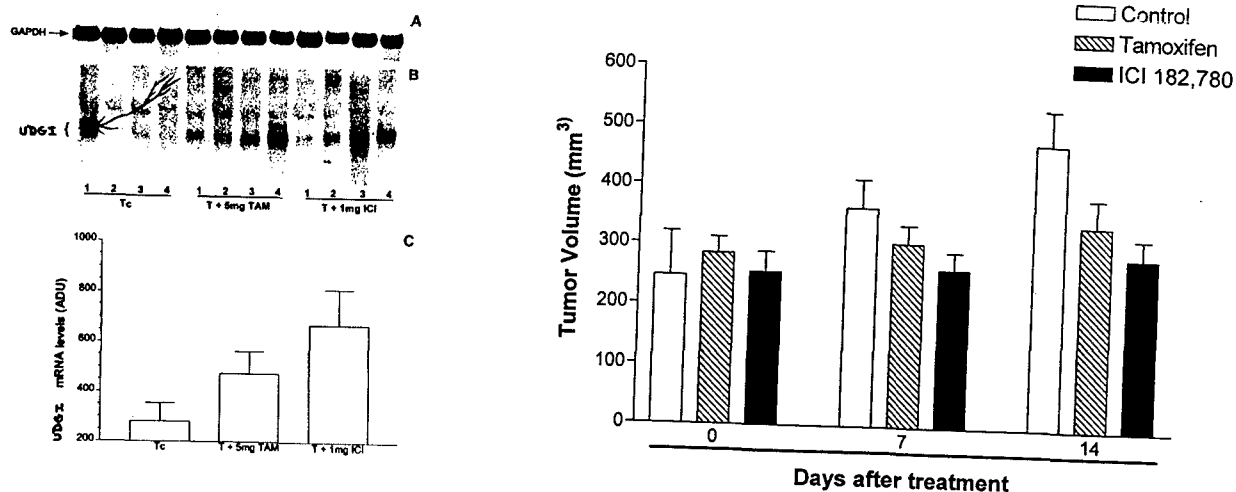 A
GAPDH →
B
UDGI {
1 2 3 4 1 2 3 4 1 2 3 4
Tc T + 5mg TAM T + 1mg ICI
C
1000
800
600
400
200
UDGI mRNA levels (ADU)
Tc T + 5mg TAM T + 1mg ICI
Control
Tamoxifen
ICI 182,780
600
500
400
300
200
100
0
Tumor Volume (mm³)
0 7 14
Days after treatment